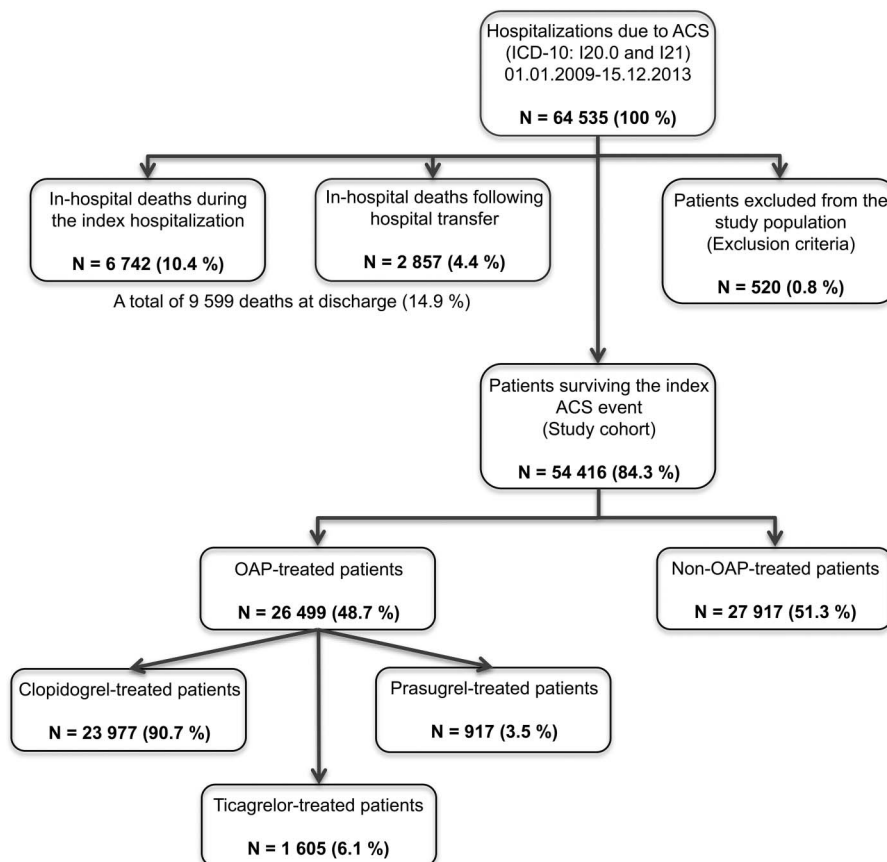 Hospitalizations due to ACS
(ICD-10: I20.0 and I21)
01.01.2009-15.12.2013
N = 64 535 (100 %)
In-hospital deaths during
the index hospitalization
N = 6 742 (10.4 %)
In-hospital deaths following
hospital transfer
N = 2 857 (4.4 %)
Patients excluded from the
study population
(Exclusion criteria)
N = 520 (0.8 %)
A total of 9 599 deaths at discharge (14.9 %)
Patients surviving the index
ACS event
(Study cohort)
N = 54 416 (84.3 %)
OAP-treated patients
N = 26 499 (48.7 %)
Non-OAP-treated patients
N = 27 917 (51.3 %)
Clopidogrel-treated patients
N = 23 977 (90.7 %)
Prasugrel-treated patients
N = 917 (3.5 %)
Ticagrelor-treated patients
N = 1 605 (6.1 %)